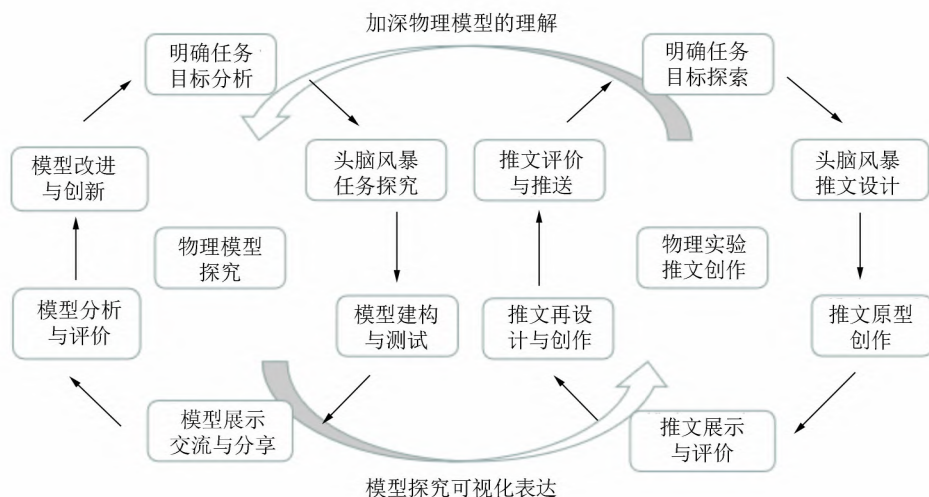 加深物理模型的理解
明确任务
目标分析
明确任务
目标探索
模型改进
与创新
头脑风暴
任务探究
推文评价
与推送
头脑风暴
推文设计
物理模型
探究
物理实验
推文创作
模型分析
与评价
模型建构
与测试
推文再设
计与创作
推文原型
创作
模型展示
交流与分享
推文展示
与评价
模型探究可视化表达